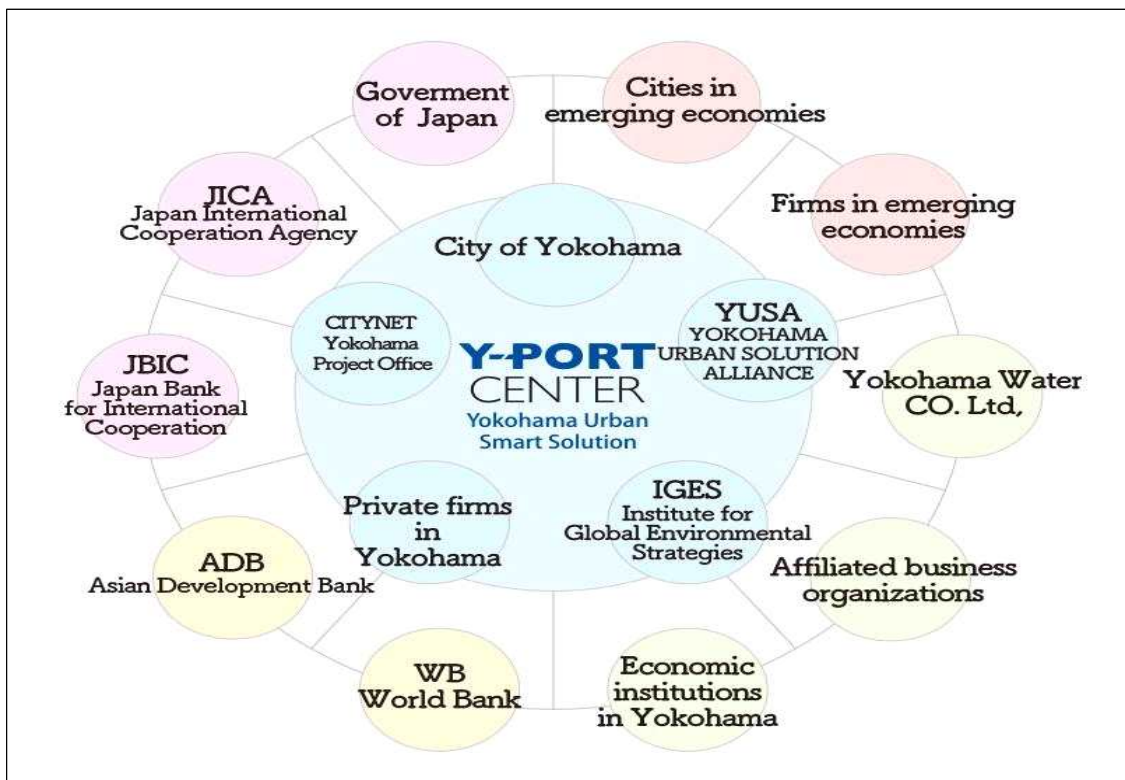 Goverment
of Japan
Cities in
emerging economies
JICA
Japan International
Cooperation Agency
Firms in emerging
economies
City of Yokohama
CITYNET
Yokohama
Project Office
YUSA
YOKOHAMA
URBAN SOLUTION
ALLIANCE
Y-PORT
CENTER
Yokohama Urban
Smart Solution
JBIC
Japan Bank
for International
Cooperation
Yokohama Water
CO. Ltd,
Private firms
in
Yokohama
IGES
Institute for
Global Environmental
Strategies
ADB
Asian Development Bank
Affiliated business
organizations
WB
World Bank
Economic
institutions
in Yokohama